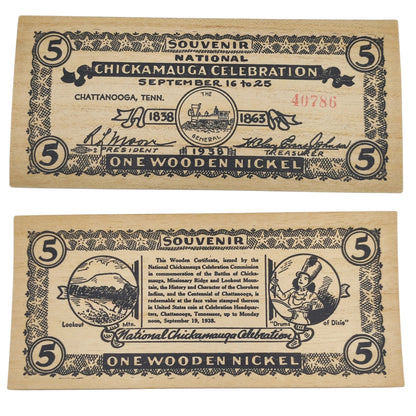 SOUVENIR
5 5
NATIONAL
CHICKAMAUGA CELEBRATION
SEPTEMBER 16 TO 25
CHATTANOOGA, TENN.
THE
40786
1838 1863
GENERAL
R L Moon
PRESIDENT
1938
TREASURER
5 5
ONE WOODEN NICKEL
SOUVENIR
5 5
This Wooden Certificate, issued by the
National Chickamauga Celebration Commission
in commemoration of the Battles of Chicka-
mauga, Missionary Ridge and Lookout Moun-
tain, the History and Character of the Cherokee
Indian, and the Centennial of Chattanooga, is
redeemable at the face value stamped thereon
in United States coin at Celebration Headquar-
ters, Chattanooga, Tennessee, up to Monday
noon, September 19, 1938.
Lookout Mtn.
"Drums of Dixie"
National Chickamauga Celebration
5 5
ONE WOODEN NICKEL